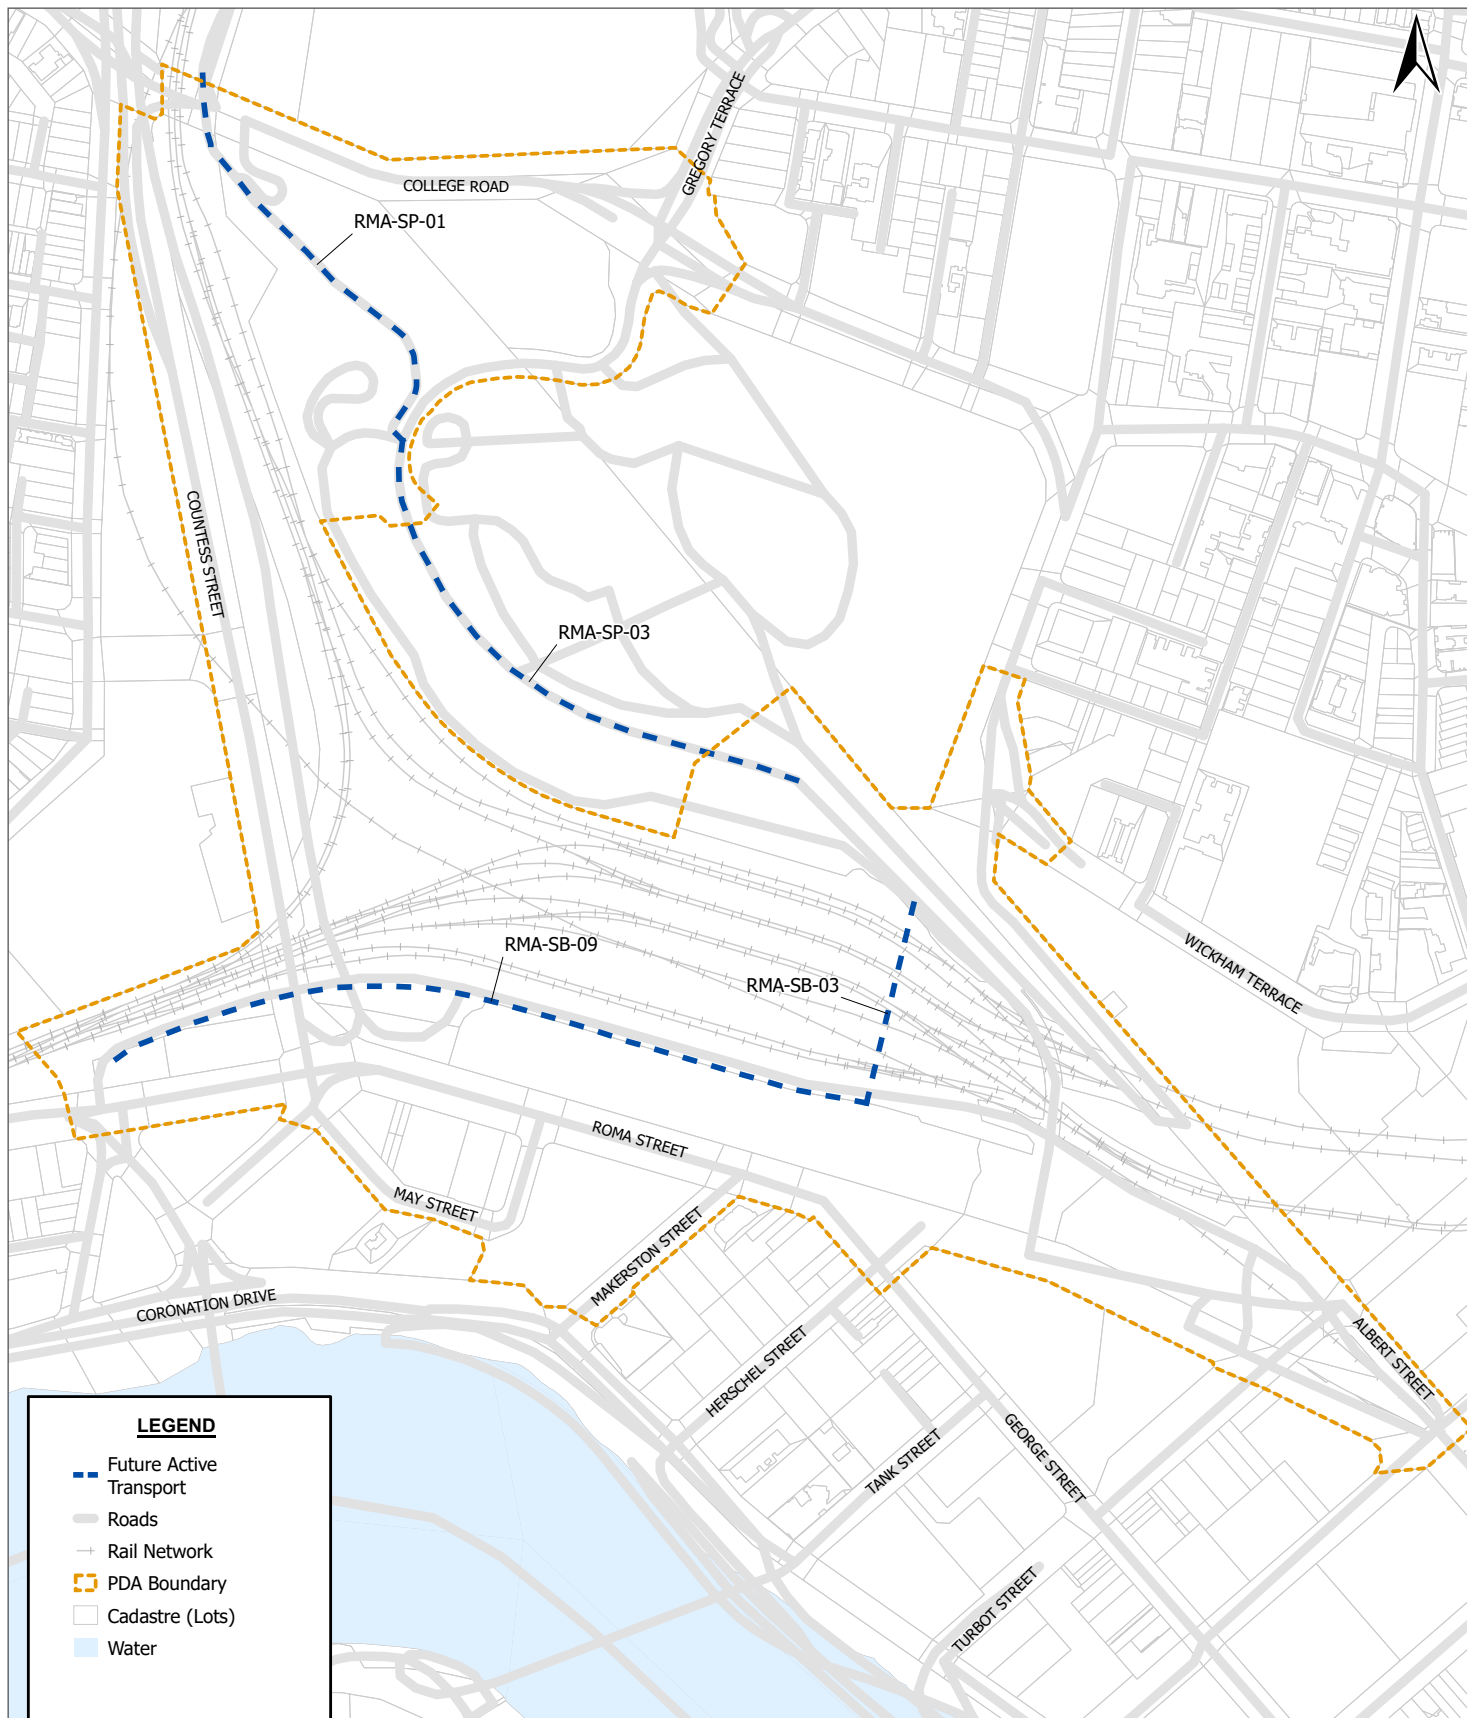 GREGORY TERRACE
COLLEGE ROAD
RMA-SP-01
COUNTESS STREET
RMA-SP-03
RMA-SB-09
WICKHAM TERRACE
RMA-SB-03
ROMA STREET
MAY STREET
MAKERSTON STREET
CORONATION DRIVE
HERSCHEL STREET
ALBERT STREET
GEORGE STREET
TANK STREET
TURBOT STREET
LEGEND
Future Active
Transport
Roads
Rail Network
PDA Boundary
Cadastre (Lots)
Water